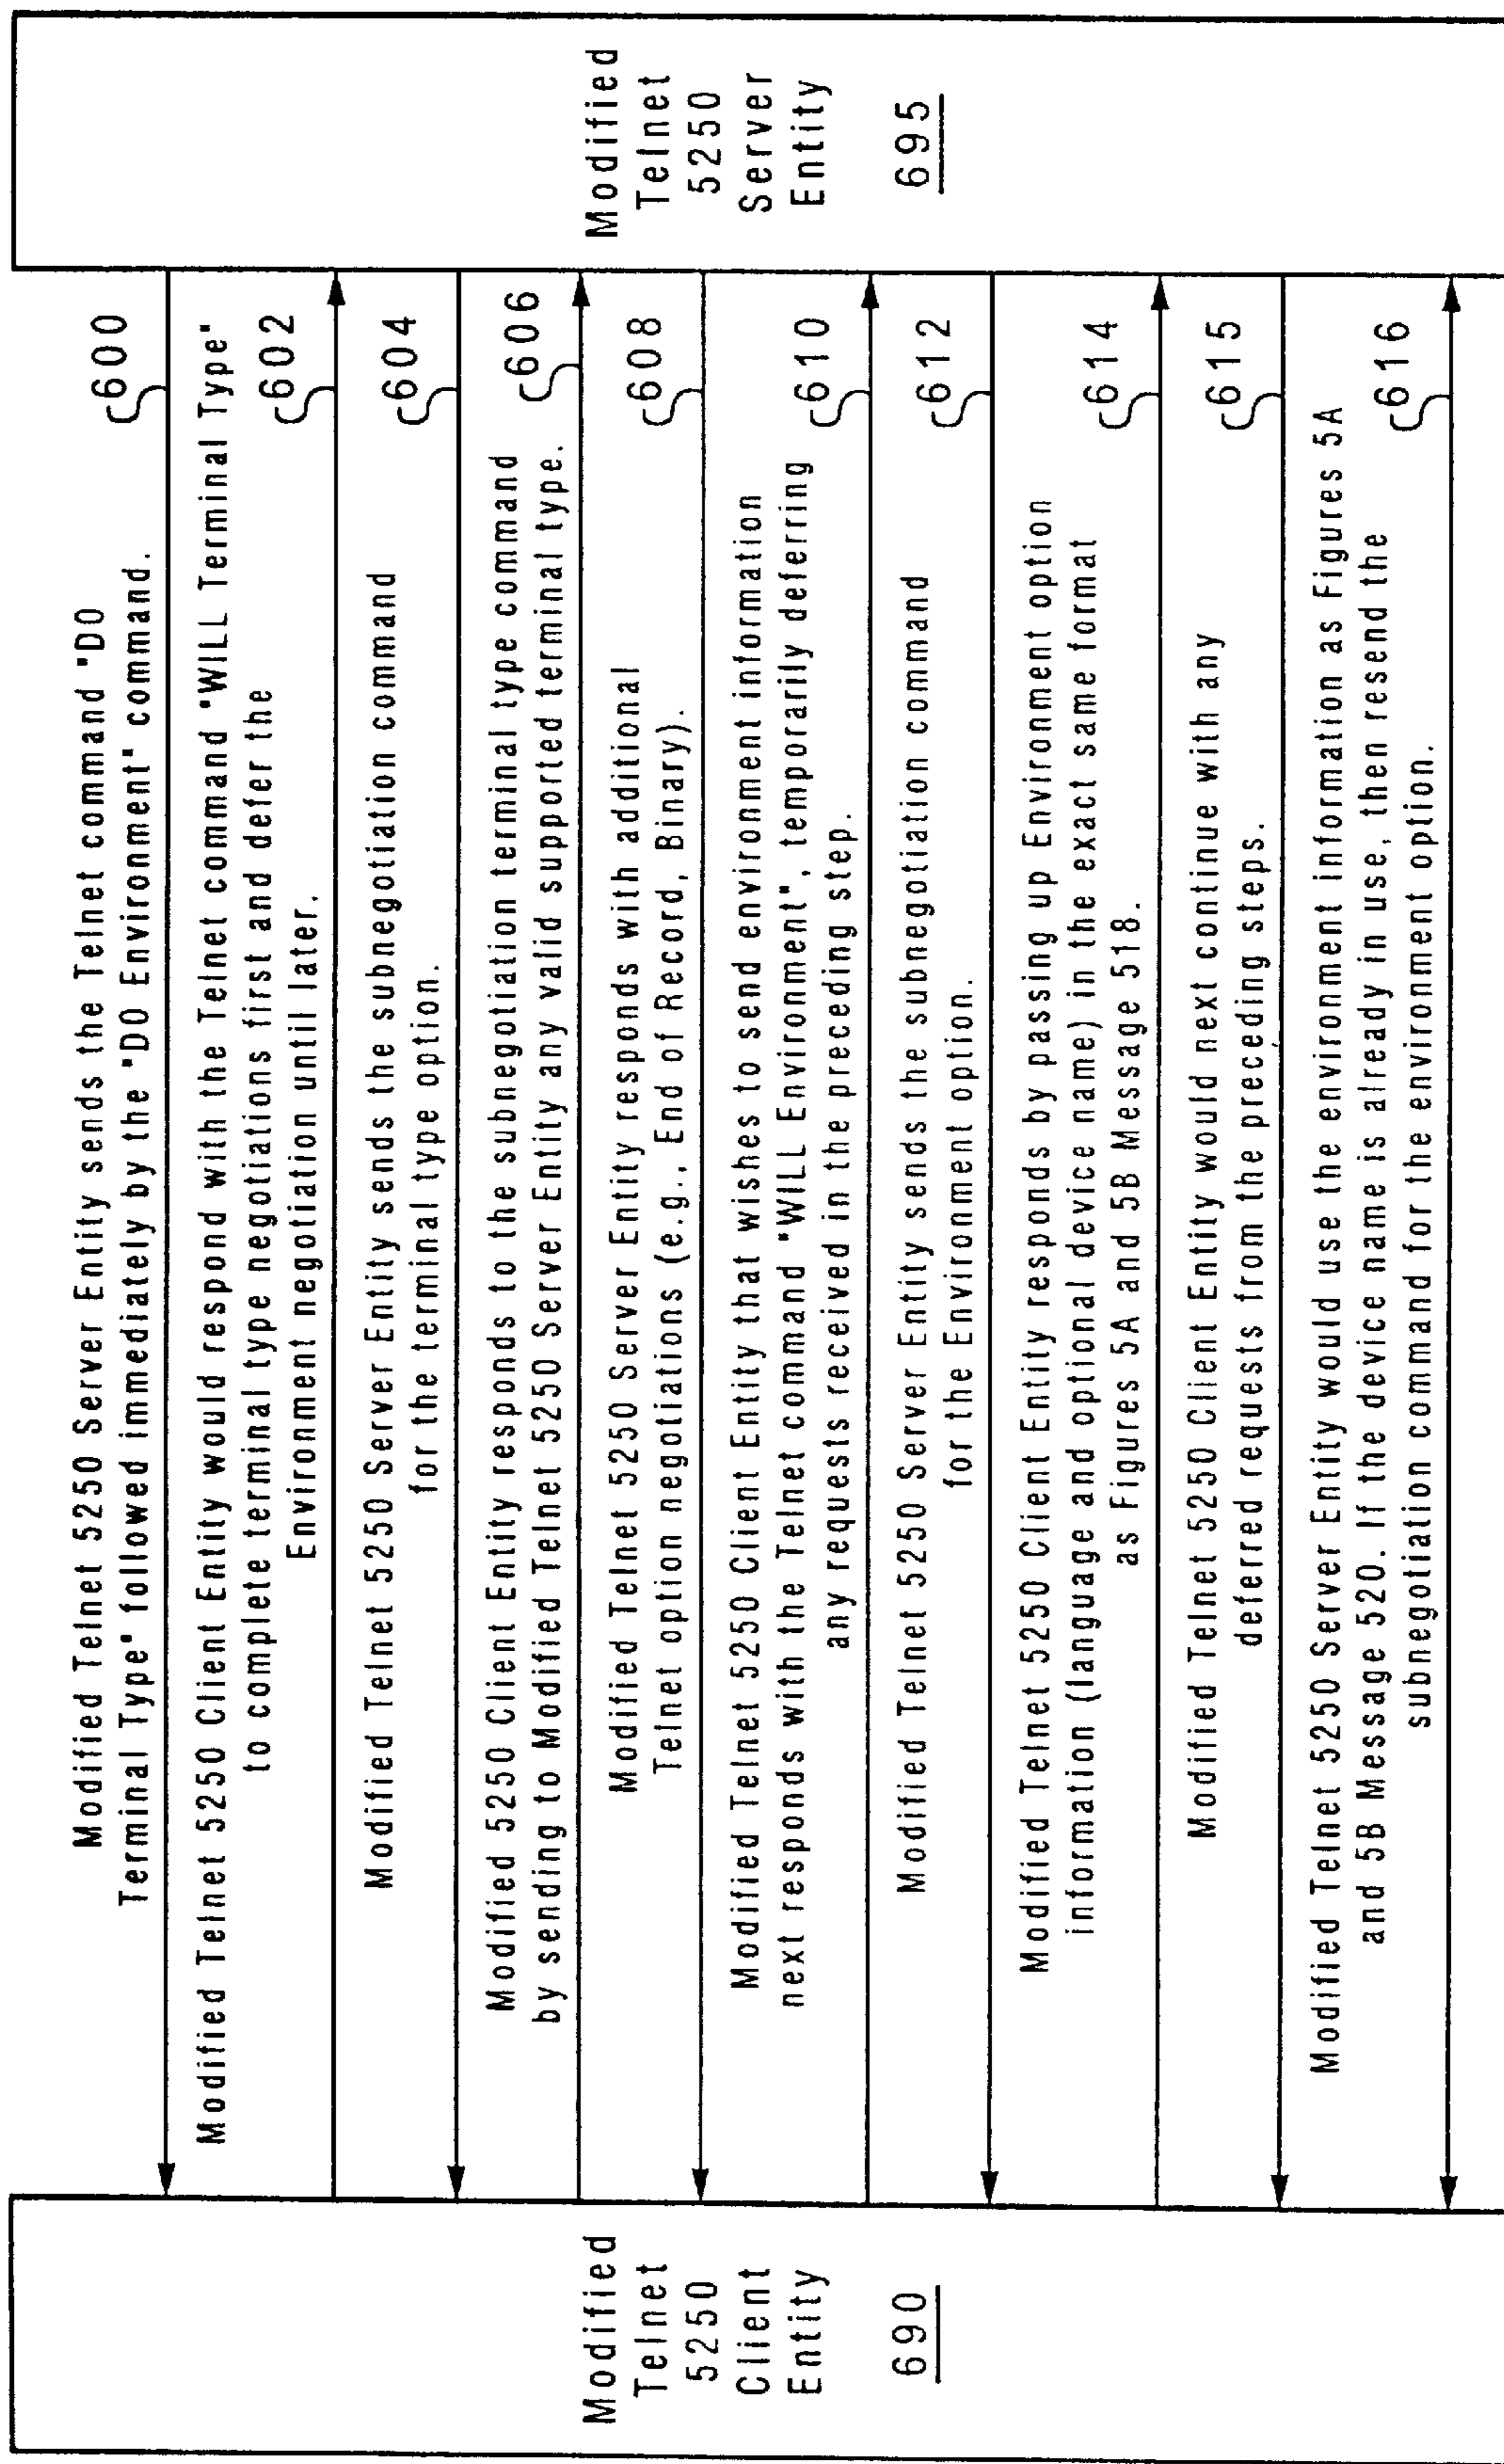 Modified
Telnet
5250
Client
Entity
690
Modified Telnet 5250 Server Entity sends the Telnet command "DO
Terminal Type" followed immediately by the "DO Environment" command.
600
Modified Telnet 5250 Client Entity would respond with the Telnet command "WILL Terminal Type"
to complete terminal type negotiations first and defer the
Environment negotiation until later.
602
Modified Telnet 5250 Server Entity sends the subnegotiation command
for the terminal type option.
604
Modified 5250 Client Entity responds to the subnegotiation terminal type command
by sending to Modified Telnet 5250 Server Entity any valid supported terminal type.
606
Modified Telnet 5250 Server Entity responds with additional
Telnet option negotiations (e.g., End of Record, Binary).
608
Modified Telnet 5250 Client Entity that wishes to send environment information
next responds with the Telnet command "WILL Environment", temporarily deferring
any requests received in the preceding step.
610
Modified Telnet 5250 Server Entity sends the subnegotiation command
for the Environment option.
612
Modified Telnet 5250 Client Entity responds by passing up Environment option
information (language and optional device name) in the exact same format
as Figures 5A and 5B Message 518.
614
Modified Telnet 5250 Client Entity would next continue with any
deferred requests from the preceding steps.
615
Modified Telnet 5250 Server Entity would use the environment information as Figures 5A
and 5B Message 520. If the device name is already in use, then resend the
subnegotiation command for the environment option.
616
Modified
Telnet
5250
Server
Entity
695